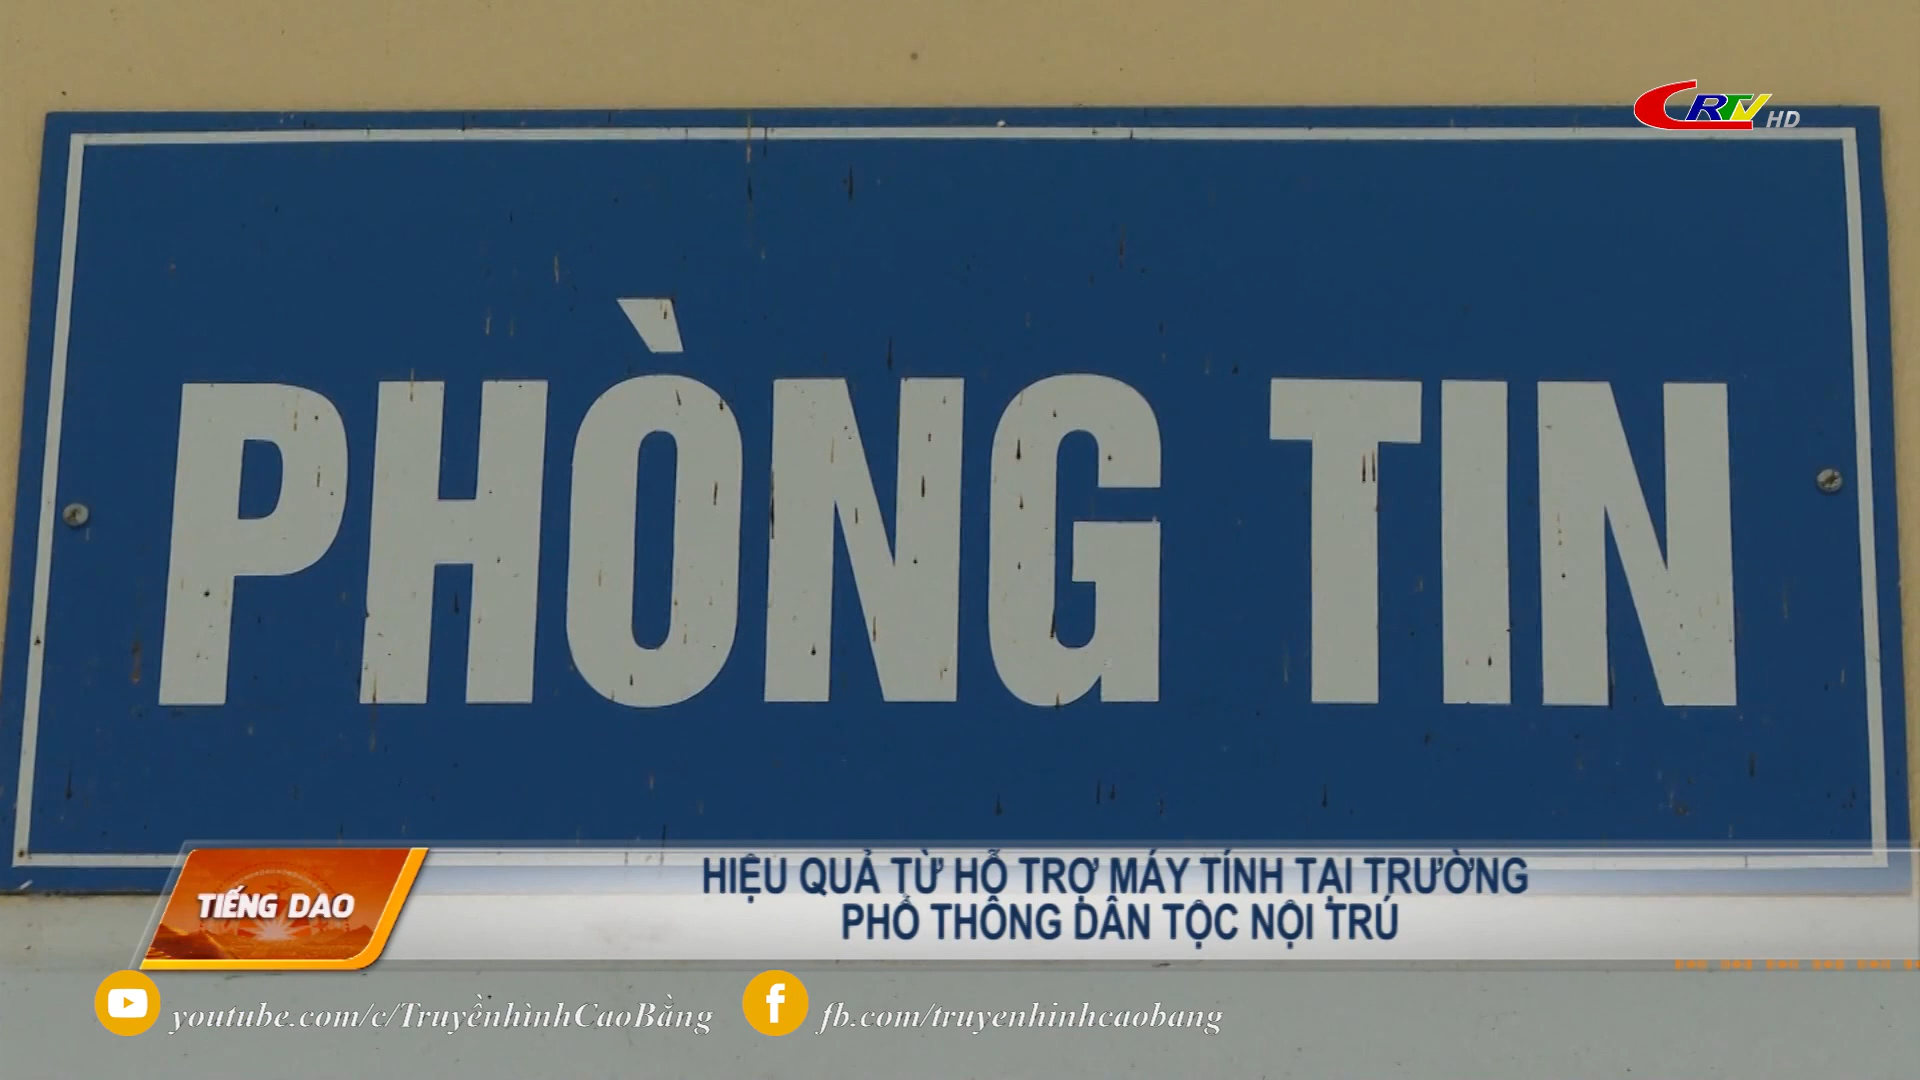 CRTV HD
PHÒNG TIN
HIỆU QUẢ TỪ HỖ TRỢ MÁY TÍNH TẠI TRƯỜNG
PHỔ THÔNG DÂN TỘC NỘI TRÚ
TIẾNG DAO
youtube.com/c/TruyềnhìnhCaoBằng
fb.com/truyenhinhcaobang